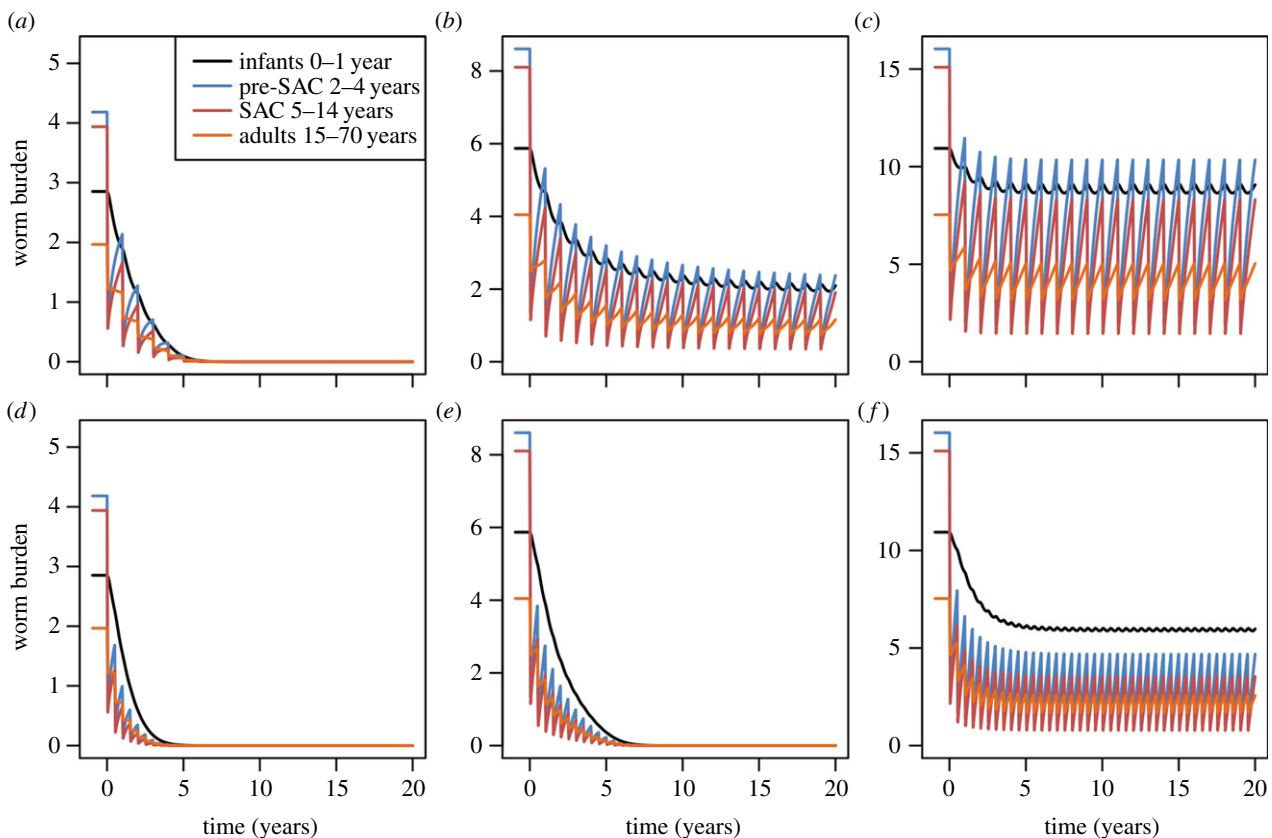 (a)
(b)
(c)
infants 0–1 year
pre-SAC 2–4 years
SAC 5–14 years
adults 15–70 years
worm burden
5
4
3
2
1
0
8
6
4
2
0
15
10
5
0
(d)
(e)
(f)
worm burden
5
4
3
2
1
0
8
6
4
2
0
15
10
5
0
0 5 10 15 20
0 5 10 15 20
0 5 10 15 20
time (years)
time (years)
time (years)